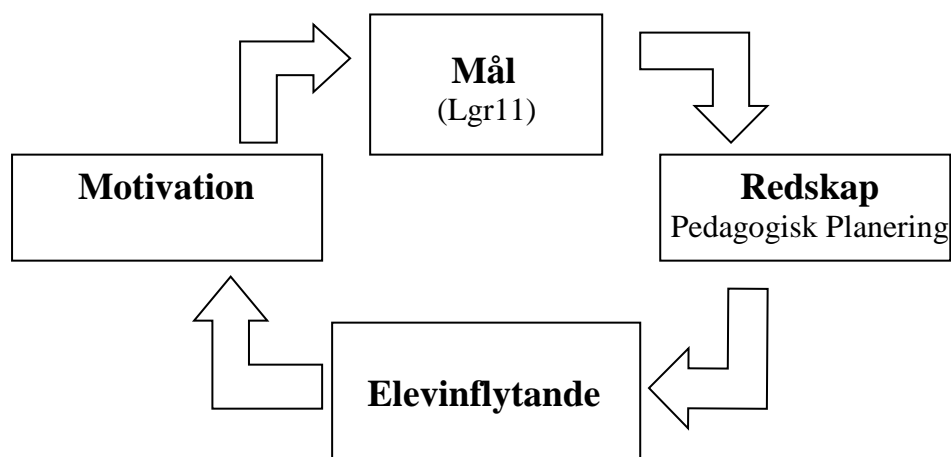 Mål
(Lgr11)
Motivation
Redskap
Pedagogisk Planering
Elevinflytande